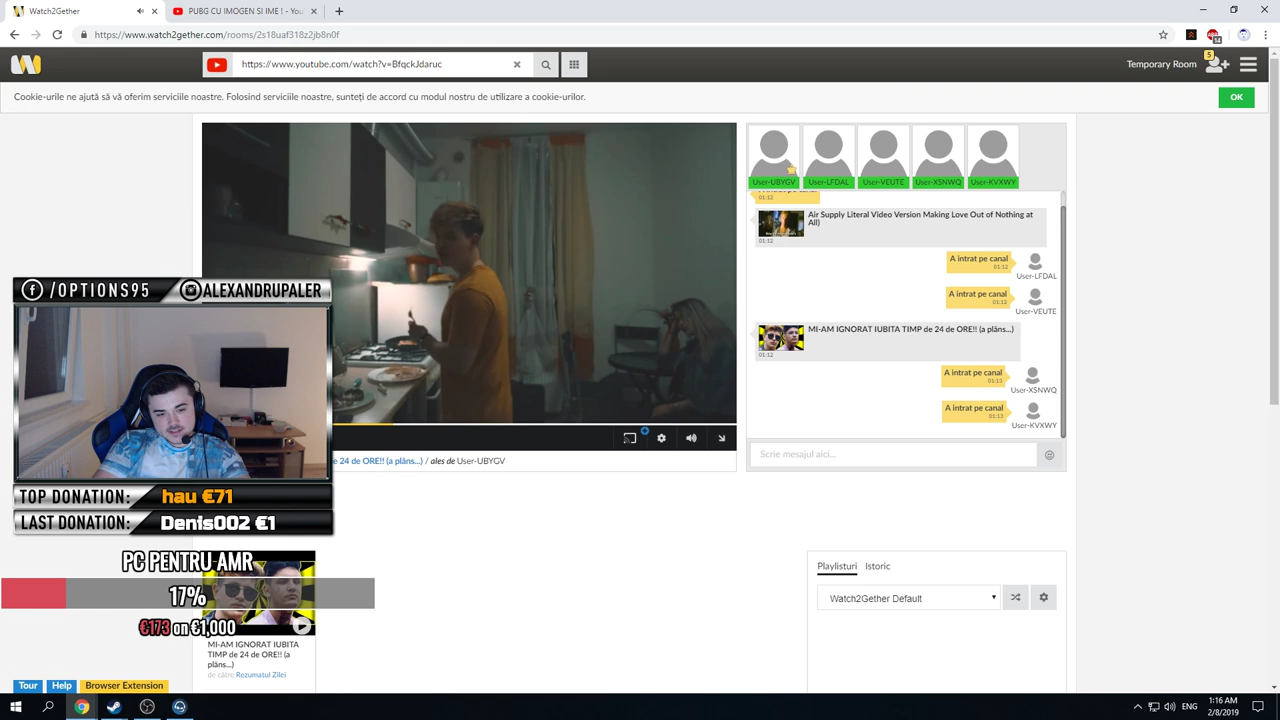 Watch2Gether
PUBG CU IMOGEN SI IME ! - You
https://www.watch2gether.com/rooms/2s18uaf318z2jb8n0f
https://www.youtube.com/watch?v=BfqckJdaruc
Temporary Room
5
Cookie-urile ne ajută să vă oferim serviciile noastre. Folosind serviciile noastre, sunteți de accord cu modul nostru de utilizare a cookie-urilor.
OK
User-UBYGV
User-LFDAL
User-VEUTE
User-XSNWQ
User-KVXWY
A intrat pe canal
01:12
Air Supply Literal Video Version Making Love Out of Nothing at
All)
01:12
A intrat pe canal
01:12
User-LFDAL
A intrat pe canal
01:12
User-VEUTE
MI-AM IGNORAT IUBITA TIMP de 24 de ORE!! (a plâns...)
01:12
A intrat pe canal
01:13
User-XSNWQ
A intrat pe canal
01:13
User-KVXWY
Scrie mesajul aici...
/OPTIONS95
ALEXANDRUPALER
e 24 de ORE!! (a plâns...) / ales de User-UBYGV
TOP DONATION: hau €71
LAST DONATION: Denis002 €1
PC PENTRU AMR
17%
€173 on €1,000
MI-AM IGNORAT IUBITA
TIMP de 24 de ORE!! (a
plâns...)
de către Rezumatul Zilei
Playlisturi Istoric
Watch2Gether Default
Tour
Help
Browser Extension
ENG
1:16 AM
2/8/2019